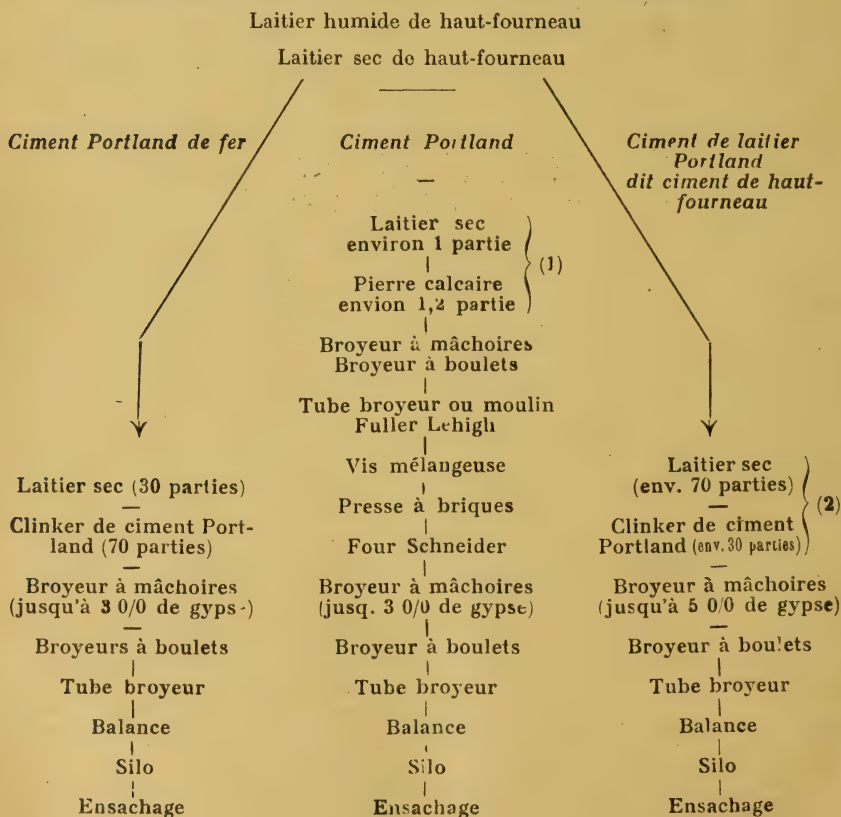 Laitier humide de haut-fourneau
Laitier sec de haut-fourneau
Ciment Portland de fer
Laitier sec (30 parties)
Clinker de ciment Port-
land (70 parties)
Broyeur à mâchoires
(jusqu'à 3 0/0 de gyps-)
Broyeurs à boulets
Tube broyeur
Balance
Silo
Ensachage
Ciment Portland
Laitier sec
environ 1 partie
Pierre calcaire
envion 1,2 partie
(1)
Broyeur à mâchoires
Broyeur à boulets
Tube broyeur ou moulin
Fuller Lehigh
Vis mélangeuse
Presse à briques
Four Schneider
Broyeur à mâchoires
(jusq. 3 0/0 de gypse)
Broyeur à boulets
Tube broyeur
Balance
Silo
Ensachage
Ciment de laitier
Portland
dit ciment de haut-
fourneau
Laitier sec
(env. 70 parties)
Clinker de ciment
Portland (env. 30 parties)
(2)
Broyeur à mâchoires
(jusqu'à 5 0/0 de gypse)
Broyeur à boulets
Tube broyeur
Balance
Silo
Ensachage